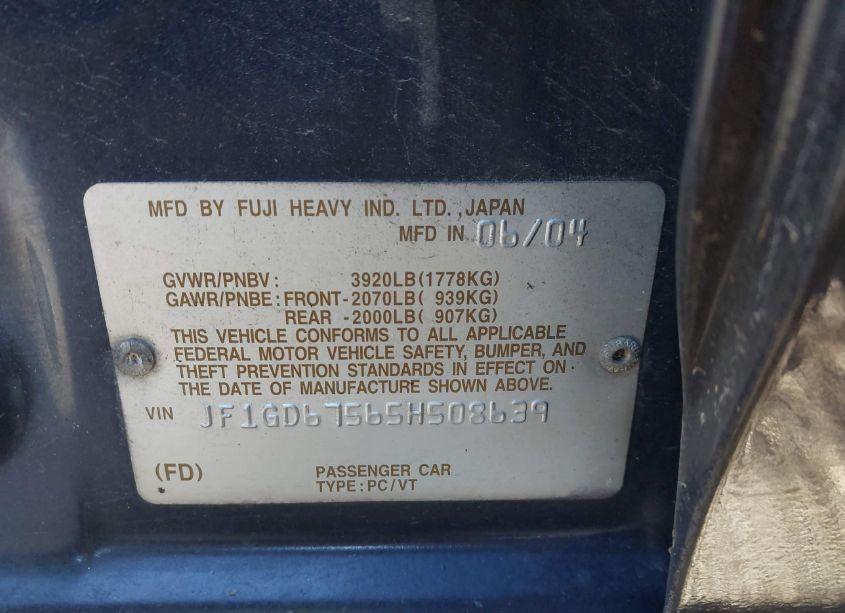 MFD BY FUJI HEAVY IND. LTD., JAPAN
MFD IN 06/04
GVWR/PNBV: 3920LB(1778KG)
GAWR/PNBE: FRONT-2070LB( 939KG)
REAR -2000LB( 907KG)
THIS VEHICLE CONFORMS TO ALL APPLICABLE
FEDERAL MOTOR VEHICLE SAFETY, BUMPER, AND
THEFT PREVENTION STANDARDS IN EFFECT ON
THE DATE OF MANUFACTURE SHOWN ABOVE.
VIN JF1GD67565H508639
(FD) PASSENGER CAR
TYPE:PC/VT